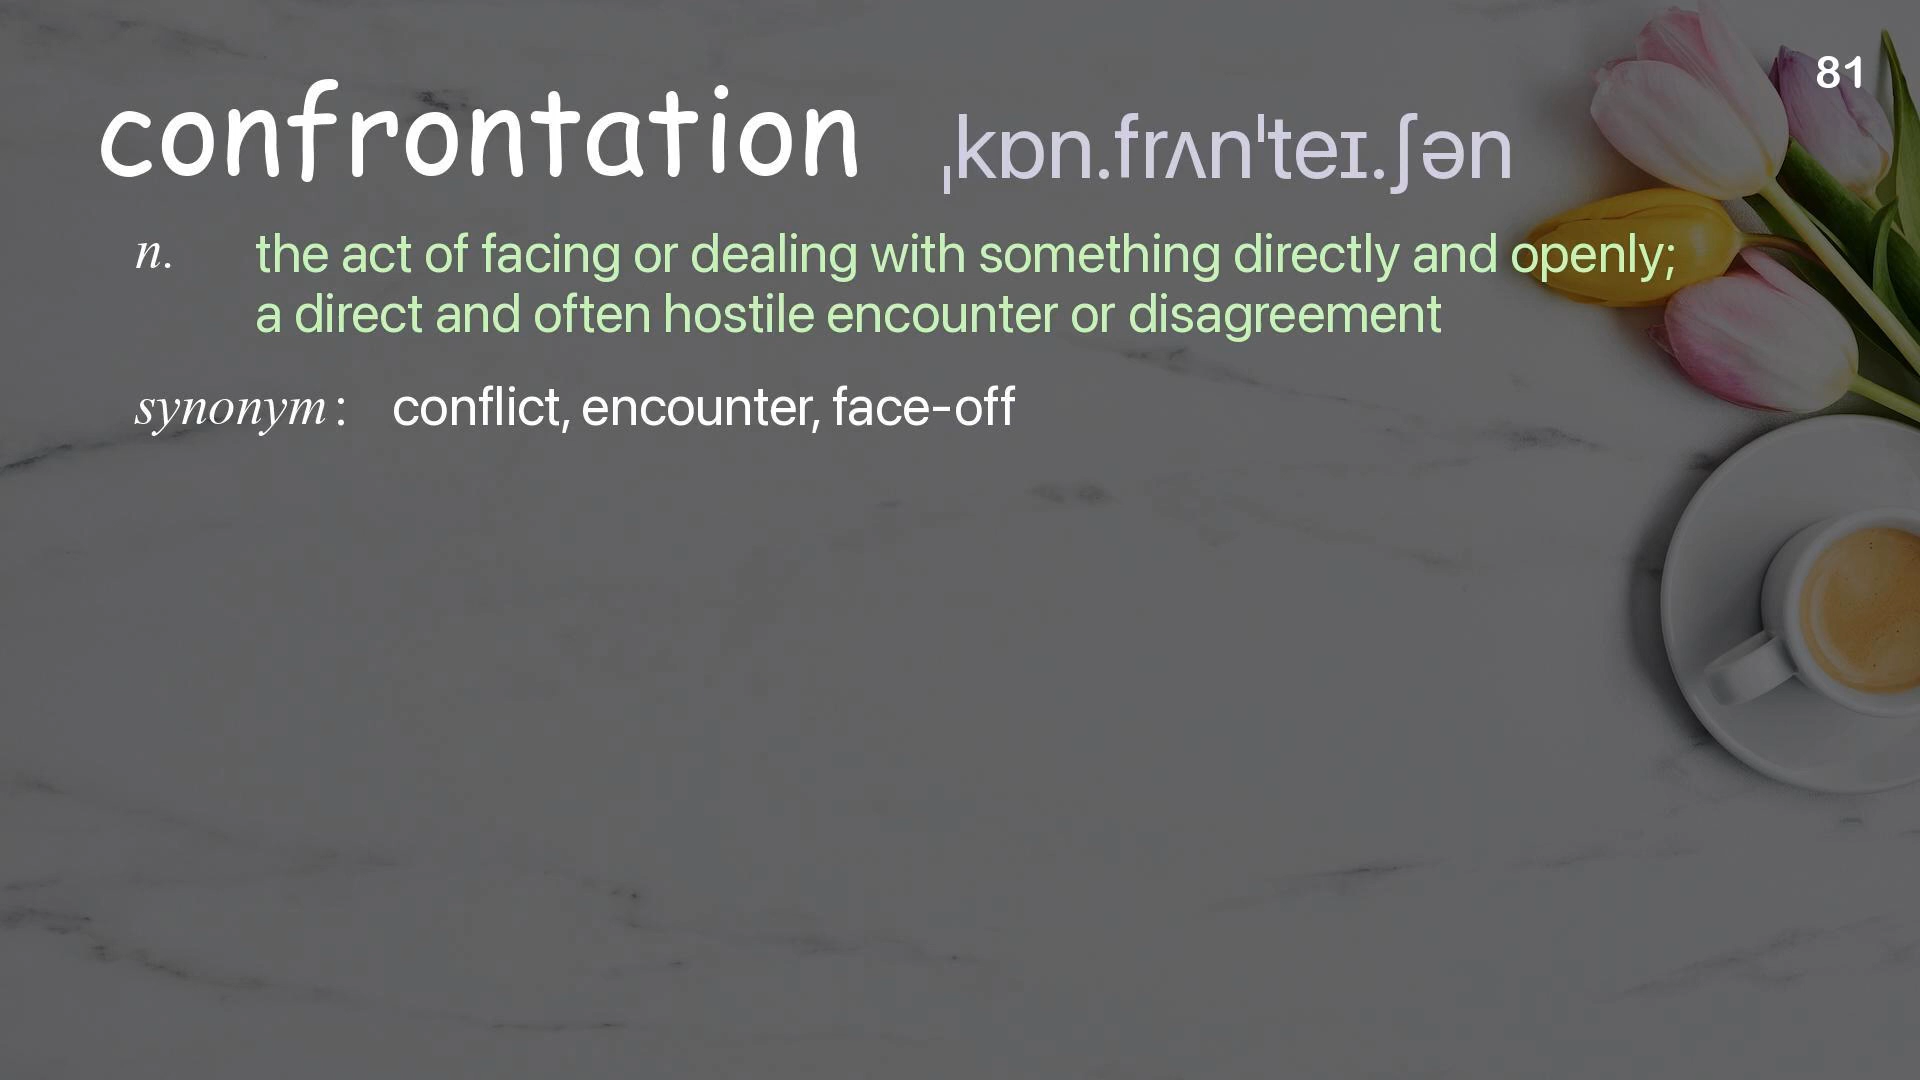 81
confrontation ˌkɒn.frʌnˈteɪ.ʃən
n. the act of facing or dealing with something directly and openly;
a direct and often hostile encounter or disagreement
synonym: conflict, encounter, face-off